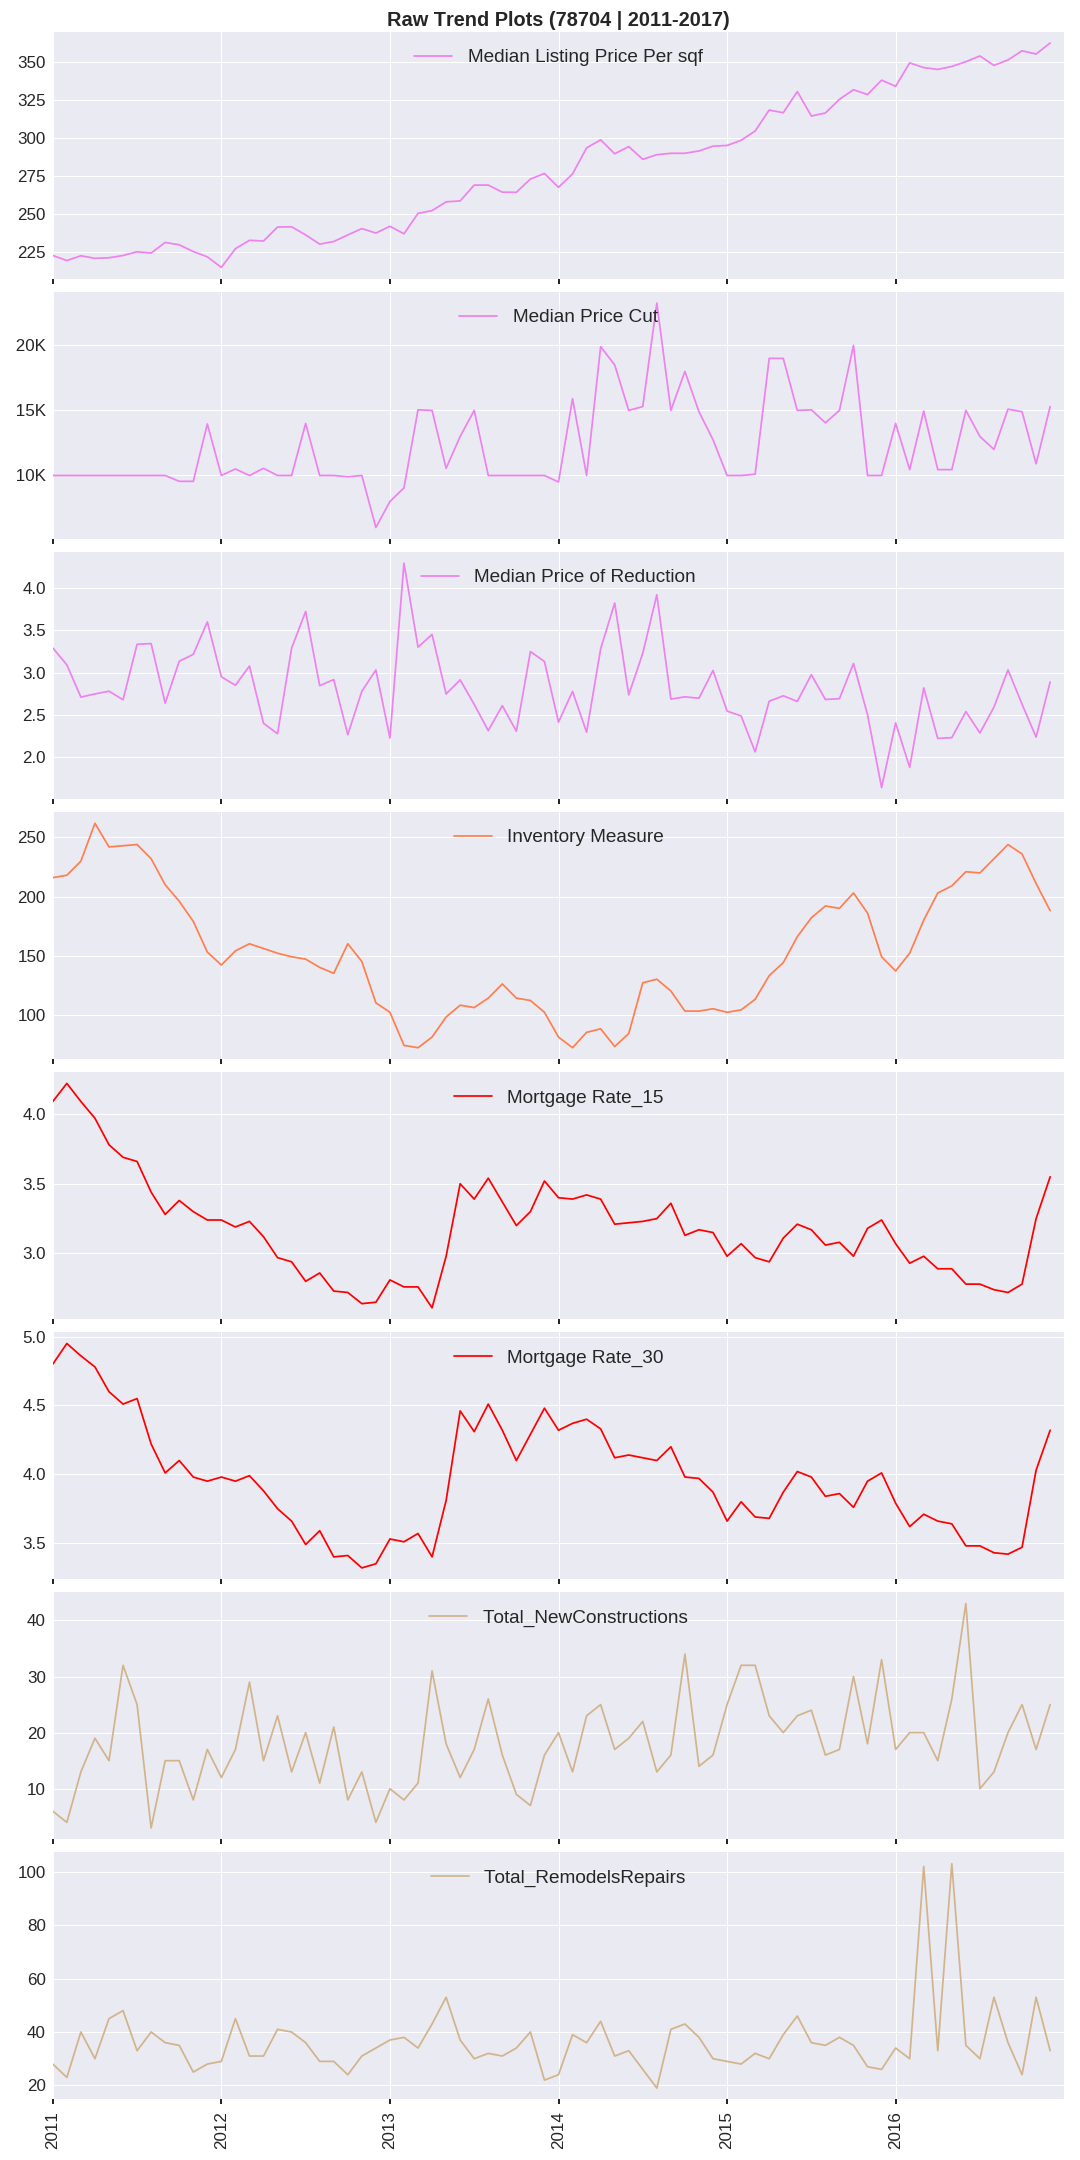 Raw Trend Plots (78704 | 2011-2017)
Median Listing Price Per sqf
350
325
300
275
250
225
Median Price Cut
20K
15K
10K
Median Price of Reduction
4.0
3.5
3.0
2.5
2.0
Inventory Measure
250
200
150
100
Mortgage Rate_15
4.0
3.5
3.0
Mortgage Rate_30
5.0
4.5
4.0
3.5
Total_NewConstructions
40
30
20
10
Total_RemodelsRepairs
100
80
60
40
20
2011 2012 2013 2014 2015 2016